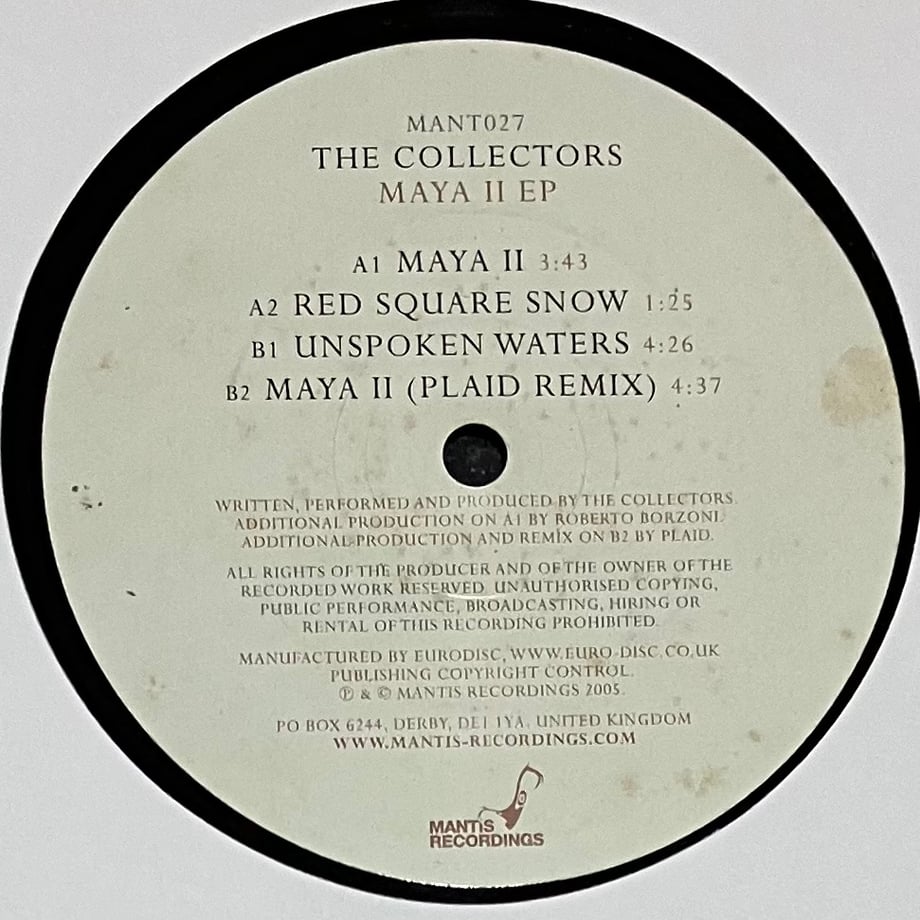 MANT027
THE COLLECTORS
MAYA II EP
A1 MAYA II 3:43
A2 RED SQUARE SNOW 1:25
B1 UNSPOKEN WATERS 4:26
B2 MAYA II (PLAID REMIX) 4:37
WRITTEN, PERFORMED AND PRODUCED BY THE COLLECTORS.
ADDITIONAL PRODUCTION ON A1 BY ROBERTO BORZONI.
ADDITIONAL PRODUCTION AND REMIX ON B2 BY PLAID.
ALL RIGHTS OF THE PRODUCER AND OF THE OWNER OF THE
RECORDED WORK RESERVED. UNAUTHORISED COPYING,
PUBLIC PERFORMANCE, BROADCASTING, HIRING OR
RENTAL OF THIS RECORDING PROHIBITED.
MANUFACTURED BY EURODISC, WWW.EURO-DISC.CO.UK
PUBLISHING COPYRIGHT CONTROL.
℗ & © MANTIS RECORDINGS 2005.
PO BOX 6244, DERBY, DE1 1YA. UNITED KINGDOM
WWW.MANTIS-RECORDINGS.COM
MANTIS
RECORDINGS